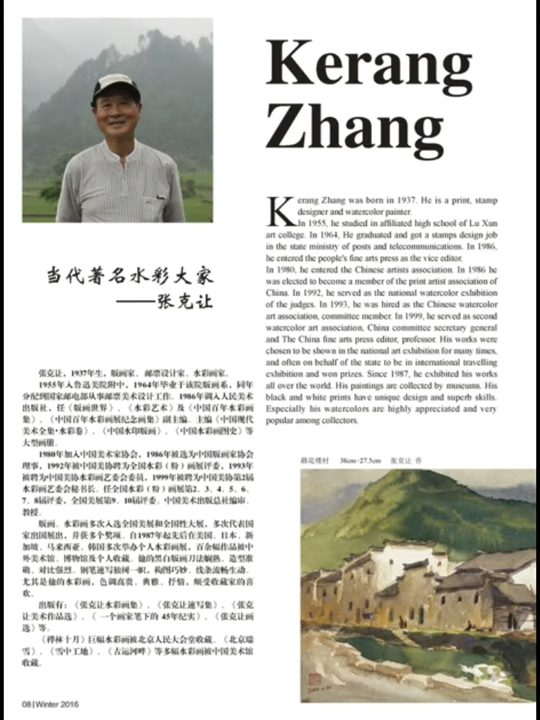 Kerang
Zhang
Kerang Zhang was born in 1937. He is a print, stamp
designer and watercolor painter.
In 1955, he studied in affiliated high school of Lu Xun
art college. In 1964, He graduated and got a stamps design job
in the state ministry of posts and telecommunications. In 1986,
he entered the people's fine arts press as the vice editor.
In 1980, he entered the Chinese artists association. In 1986 he
was elected to become a member of the print artist association of
China. In 1992, he served as the national watercolor exhibition
of the judges. In 1993, he was hired as the Chinese watercolor
art association, committee member. In 1999, he served as second
watercolor art association, China committee secretary general
and The China fine arts press editor, professor. His works were
chosen to be shown in the national art exhibition for many times,
and often on behalf of the state to be in international travelling
exhibition and won prizes. Since 1987, he exhibited his works
all over the world. His paintings are collected by museums. His
black and white prints have unique design and superb skills.
Especially his watercolors are highly appreciated and very
popular among collectors.
当代著名水彩大家
——张克让
张克让，1937年生，版画家、邮票设计家、水彩画家。
1955年入鲁迅美院附中，1964年毕业于该院版画系，同年
分配到国家邮电部从事邮票美术设计工作。1986年调入人民美术
出版社，任《版画世界》、《水彩艺术》及《中国百年水彩画
集》、《中国百年水彩画展纪念画集》副主编。主编《中国现代
美术全集·水彩卷》、《中国水印版画》、《中国水彩画图史》等
大型画册。
1980年加入中国美术家协会，1986年被选为中国版画家协会
理事，1992年被中国美协聘为全国水彩（粉）画展评委，1993年
被聘为中国美协水彩画艺委会委员，1999年被聘为中国美协第2届
水彩画艺委会秘书长。任全国水彩（粉）画展第2、3、4、5、6、
7、8届评委，全国美展第9、10届评委。中国美术出版总社编审、
教授。
版画、水彩画多次入选全国美展和全国性大展，多次代表国
家出国展出，并获多个奖项。自1987年起先后在美国、日本、新
加坡、马来西亚、韩国多次举办个人水彩画展，百余幅作品被中
外美术馆、博物馆及个人收藏。他的黑白版画刀法娴熟、造型准
确、对比强烈。钢笔速写独树一帜，构图巧妙、线条流畅生动。
尤其是他的水彩画，色调高贵、典雅、抒情，颇受收藏家的喜
欢。
出版有：《张克让水彩画集》、《张克让速写集》、《张克
让美术作品选》、《一个画家笔下的 45年纪实》、《张克让画
选》等。
《桦林十月》巨幅水彩画被北京人民大会堂收藏。《北京瑞
雪》、《雪中工地》、《古运河畔》等多幅水彩画被中国美术馆
收藏。
棉花楼村 38cm×27.5cm 张克让 作
08|Winter 2016